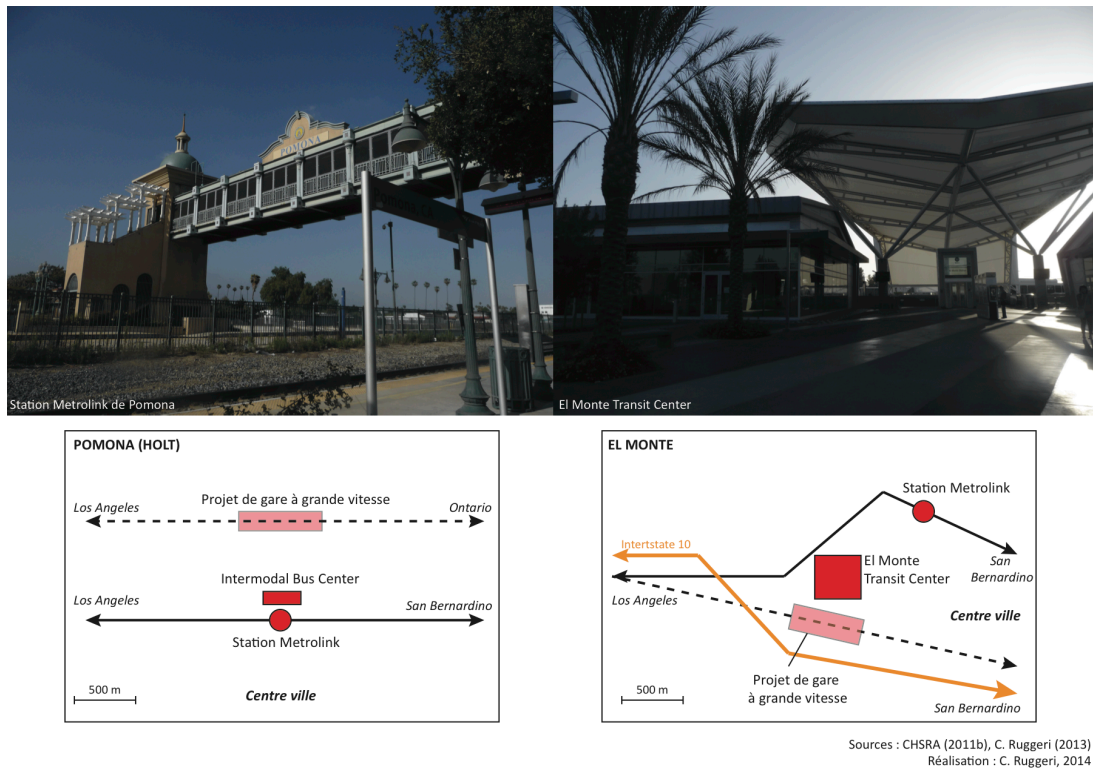 POMONA
Station Metrolink de Pomona
El Monte Transit Center
POMONA (HOLT)
Projet de gare à grande vitesse
Los Angeles
Ontario
Intermodal Bus Center
Los Angeles
San Bernardino
Station Metrolink
500 m
Centre ville
EL MONTE
Station Metrolink
Intertstate 10
El Monte
Transit Center
San
Bernardino
Los Angeles
Centre ville
Projet de gare
à grande vitesse
500 m
San Bernardino
Sources : CHSRA (2011b), C. Ruggeri (2013)
Réalisation : C. Ruggeri, 2014